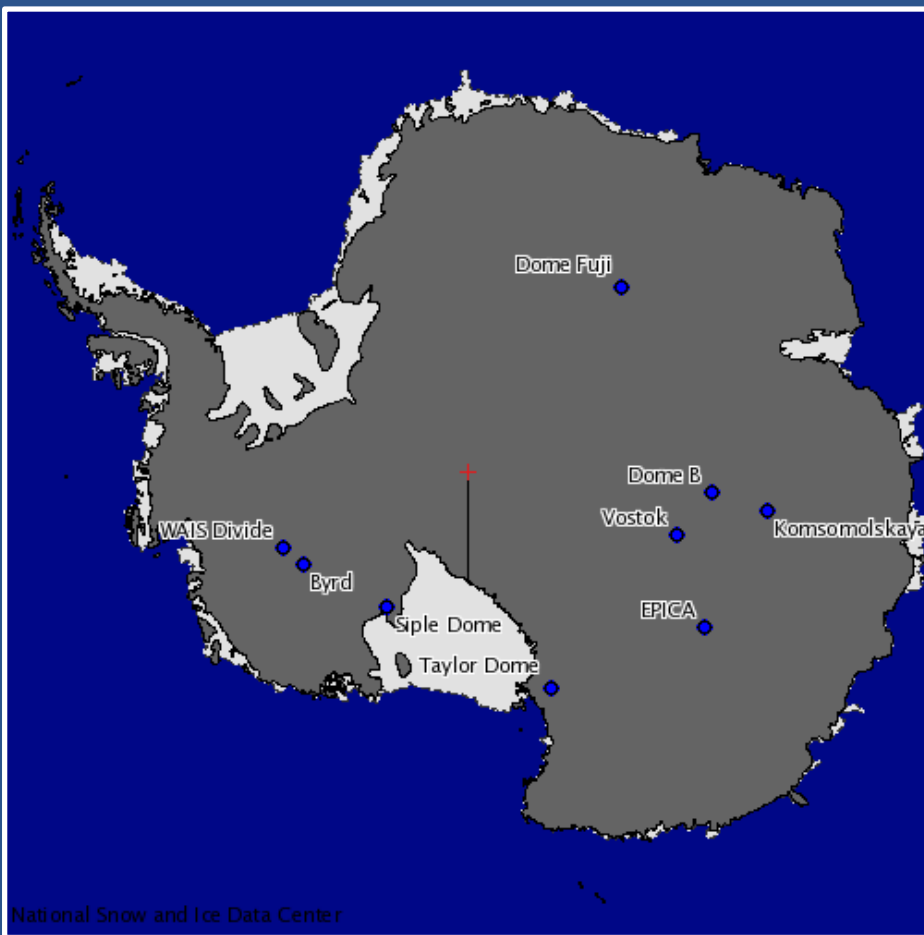 Dome Fuji
Dome B
Vostok
Komsomolskaya
WAIS Divide
Byrd
EPICA
Siple Dome
Taylor Dome
National Snow and Ice Data Center